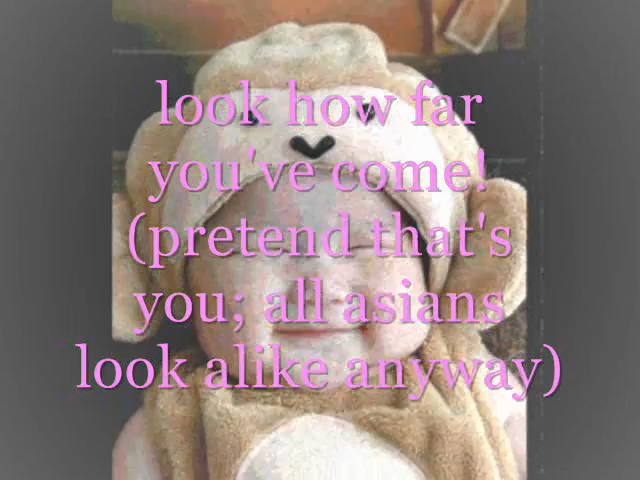 look how far
you've come!
(pretend that's
you; all asians
look alike anyway)